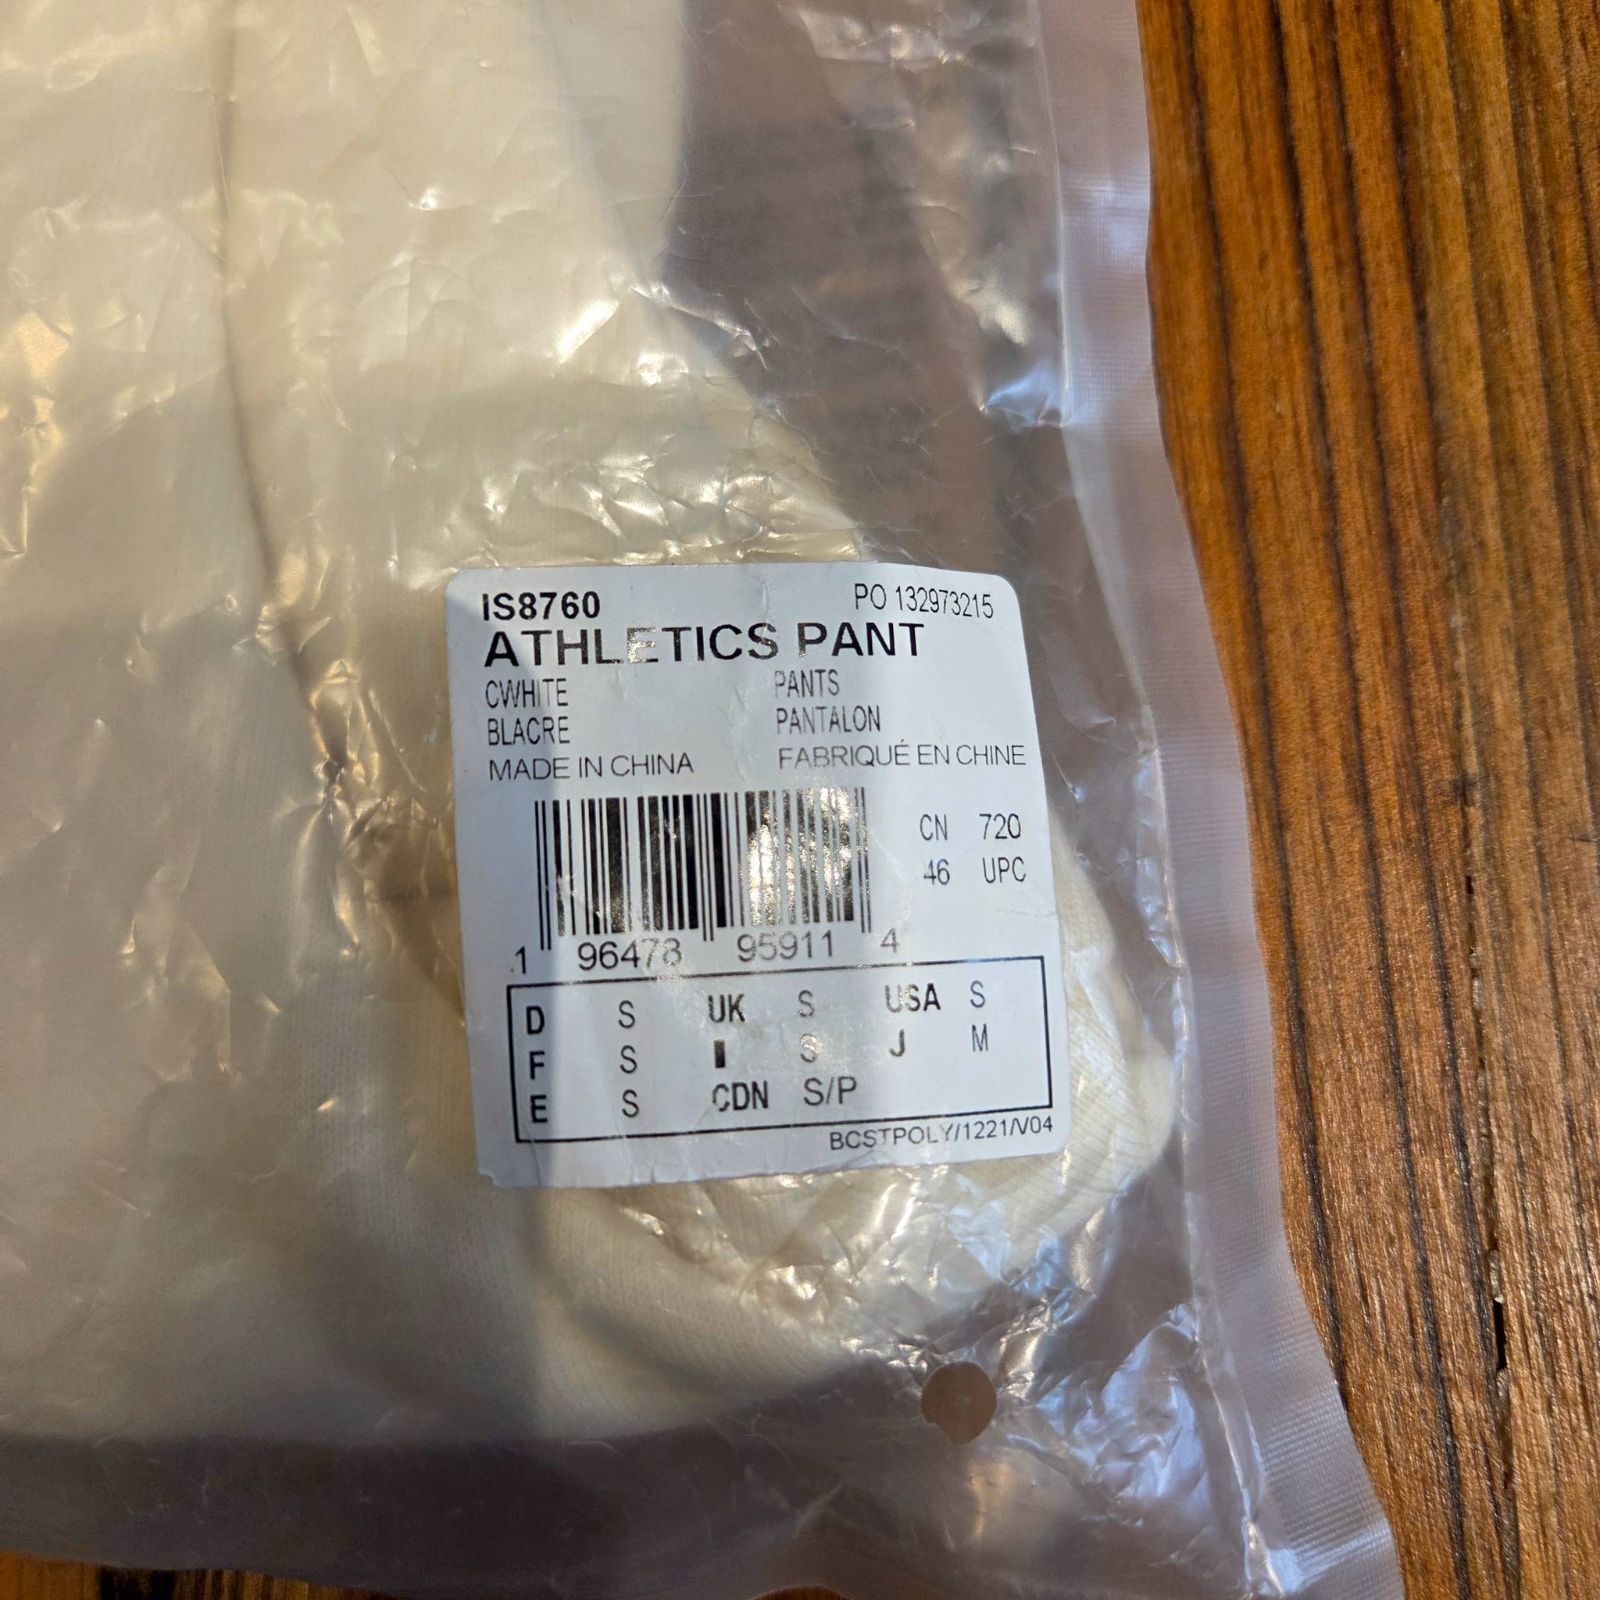 IS8760 PO 132973215
ATHLETICS PANT
CWHITE PANTS
BLACRE PANTALON
MADE IN CHINA FABRIQUÉ EN CHINE
CN 720
46 UPC
1 96478 95911 4
D S UK S USA S
F S I S J M
E S CDN S/P
BCSTPOLY/1221/V04